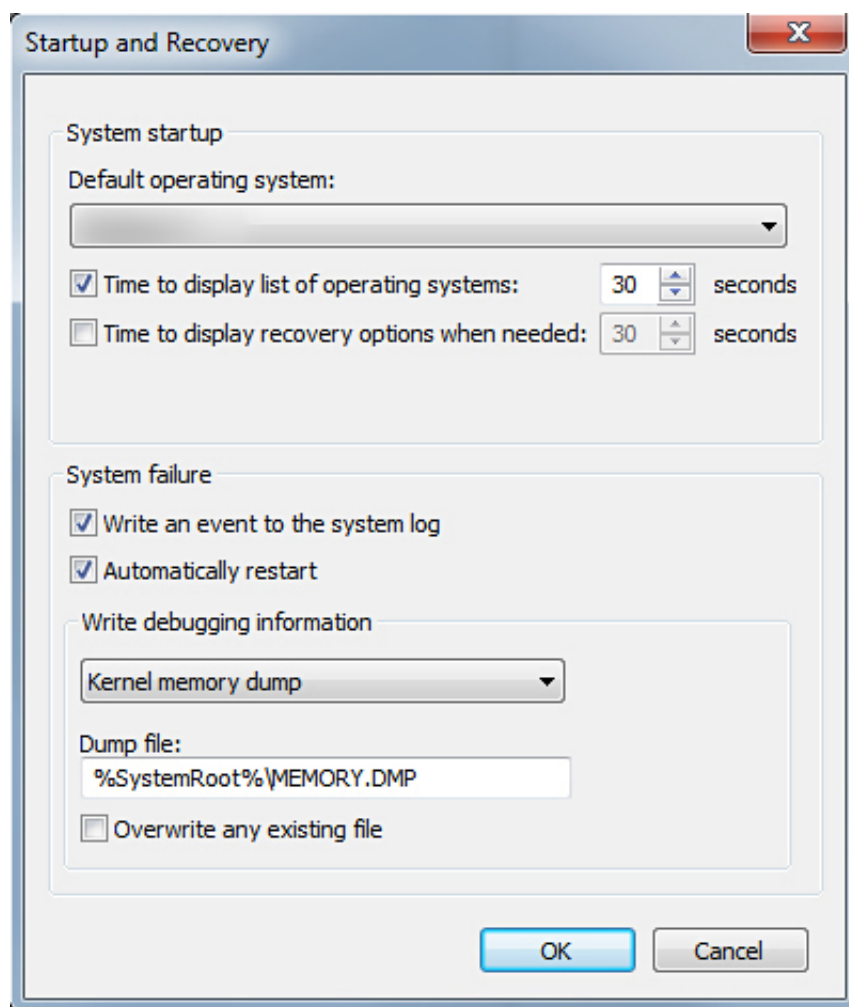 Startup and Recovery
System startup
Default operating system:
Time to display list of operating systems: 30 seconds
Time to display recovery options when needed: 30 seconds
System failure
Write an event to the system log
Automatically restart
Write debugging information
Kernel memory dump
Dump file:
%SystemRoot%\MEMORY.DMP
Overwrite any existing file
OK Cancel